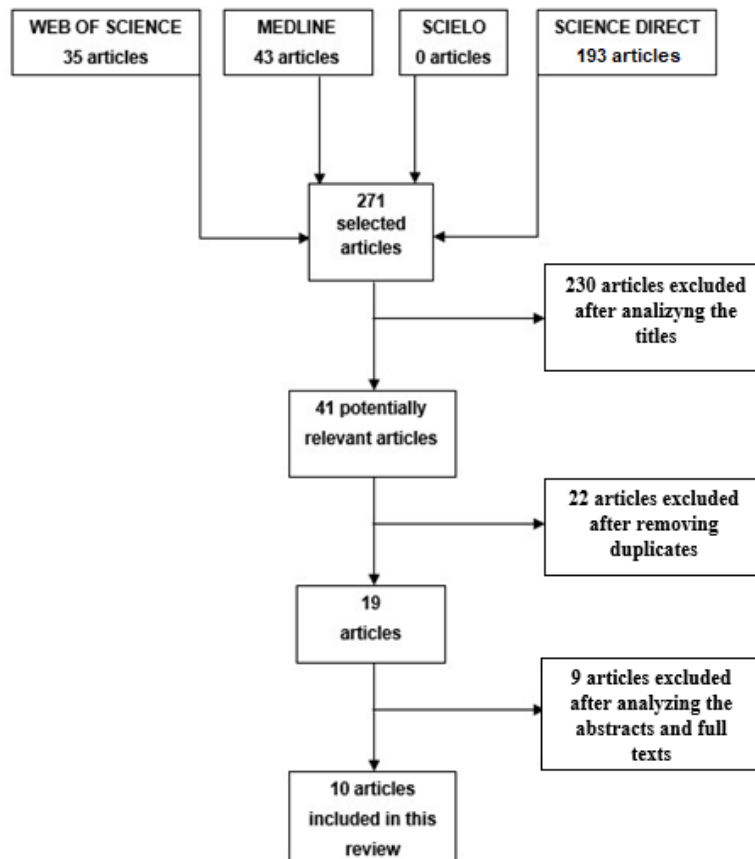 WEB OF SCIENCE
35 articles
MEDLINE
43 articles
SCIELO
0 articles
SCIENCE DIRECT
193 articles
271
selected
articles
230 articles excluded
after analizyng the
titles
41 potentially
relevant articles
22 articles excluded
after removing
duplicates
19
articles
9 articles excluded
after analyzing the
abstracts and full
texts
10 articles
included in this
review